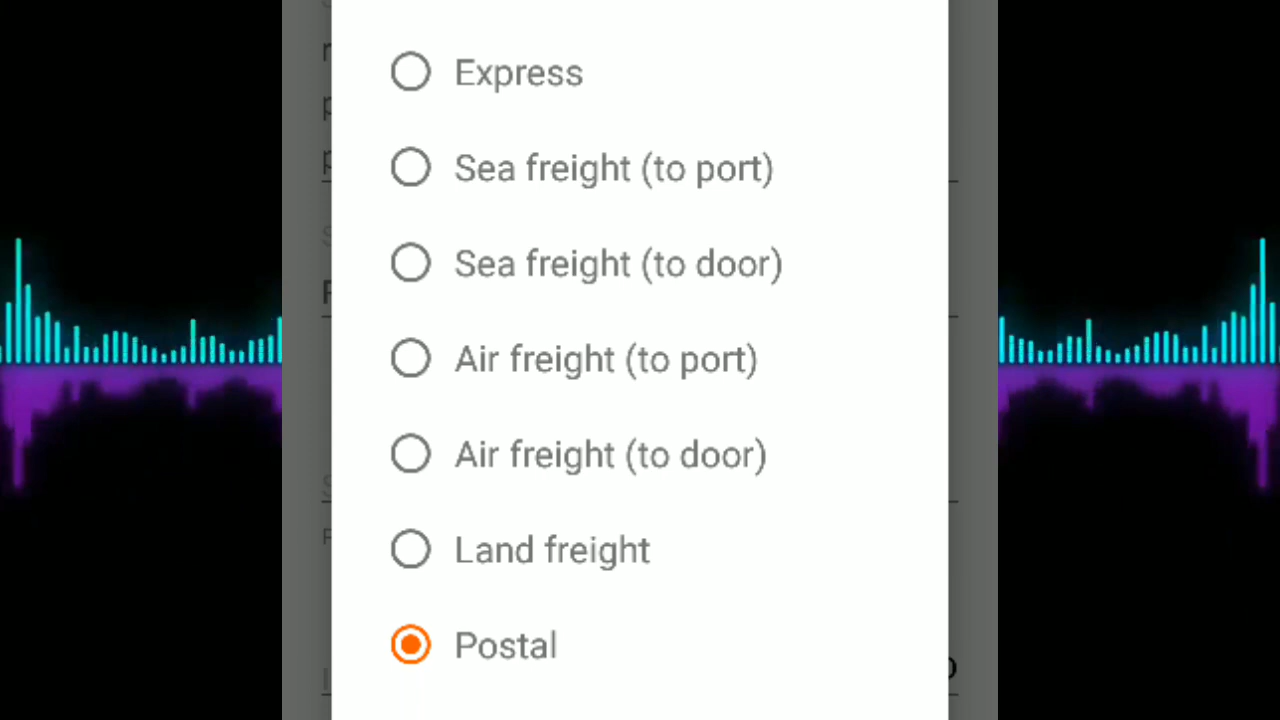 Express
Sea freight (to port)
Sea freight (to door)
Air freight (to port)
Air freight (to door)
Land freight
Postal